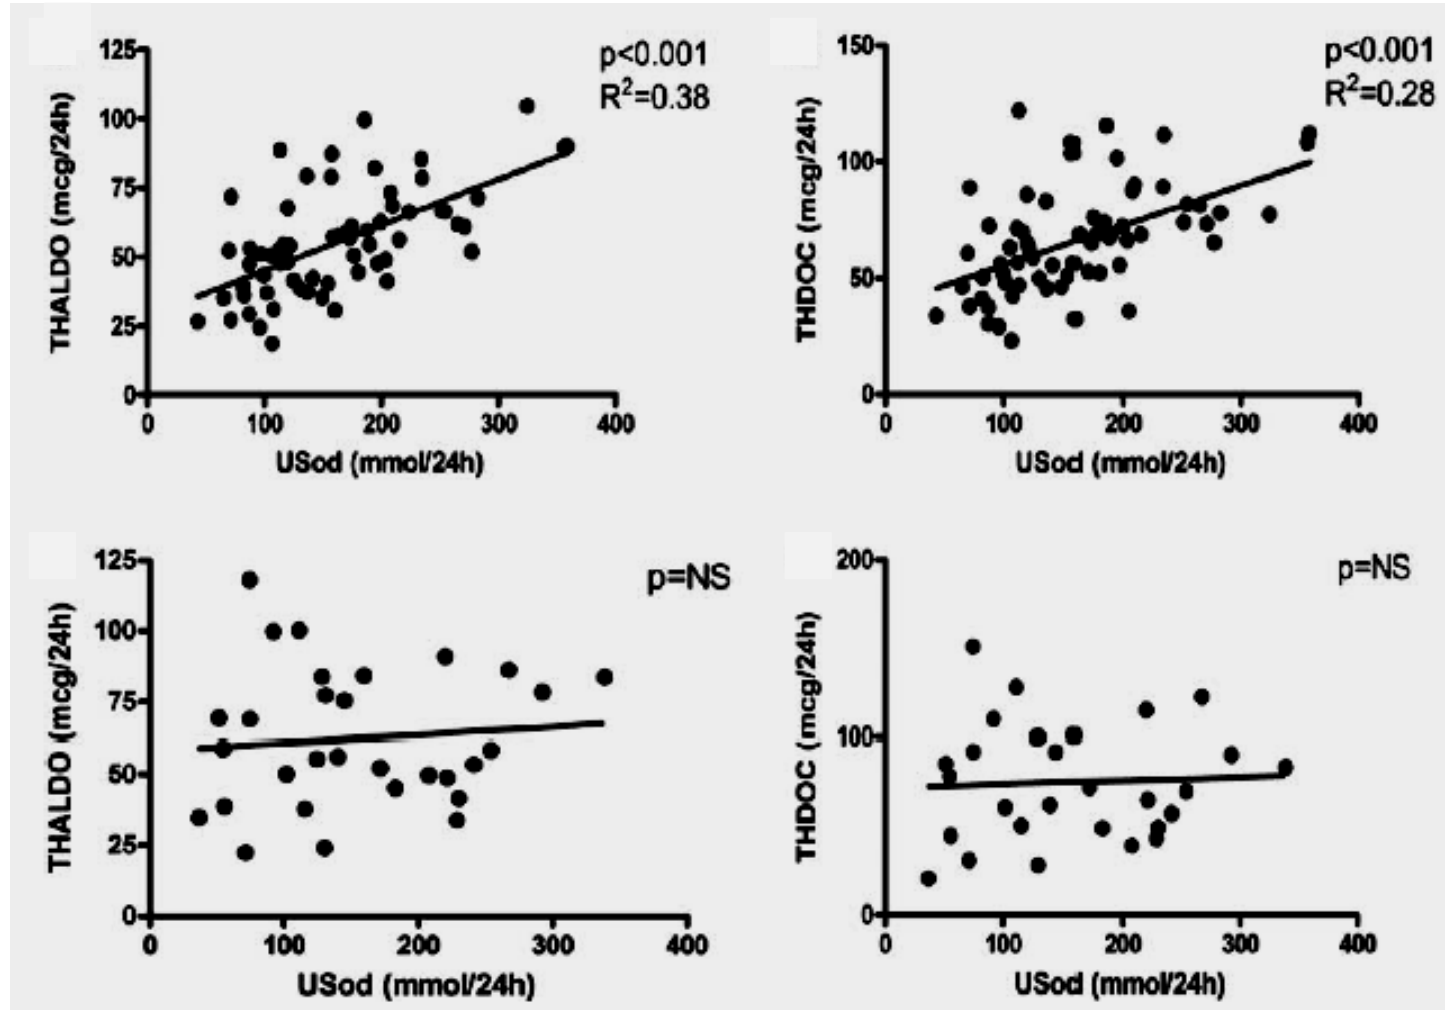 125
100
75
50
25
0
THALDO (mcg/24h)
p<0.001
R²=0.38
0 100 200 300 400
USod (mmol/24h)
150
100
50
0
THDOC (mcg/24h)
p<0.001
R²=0.28
0 100 200 300 400
USod (mmol/24h)
125
100
75
50
25
0
THALDO (mcg/24h)
p=NS
0 100 200 300 400
USod (mmol/24h)
200
100
0
THDOC (mcg/24h)
p=NS
0 100 200 300 400
USod (mmol/24h)